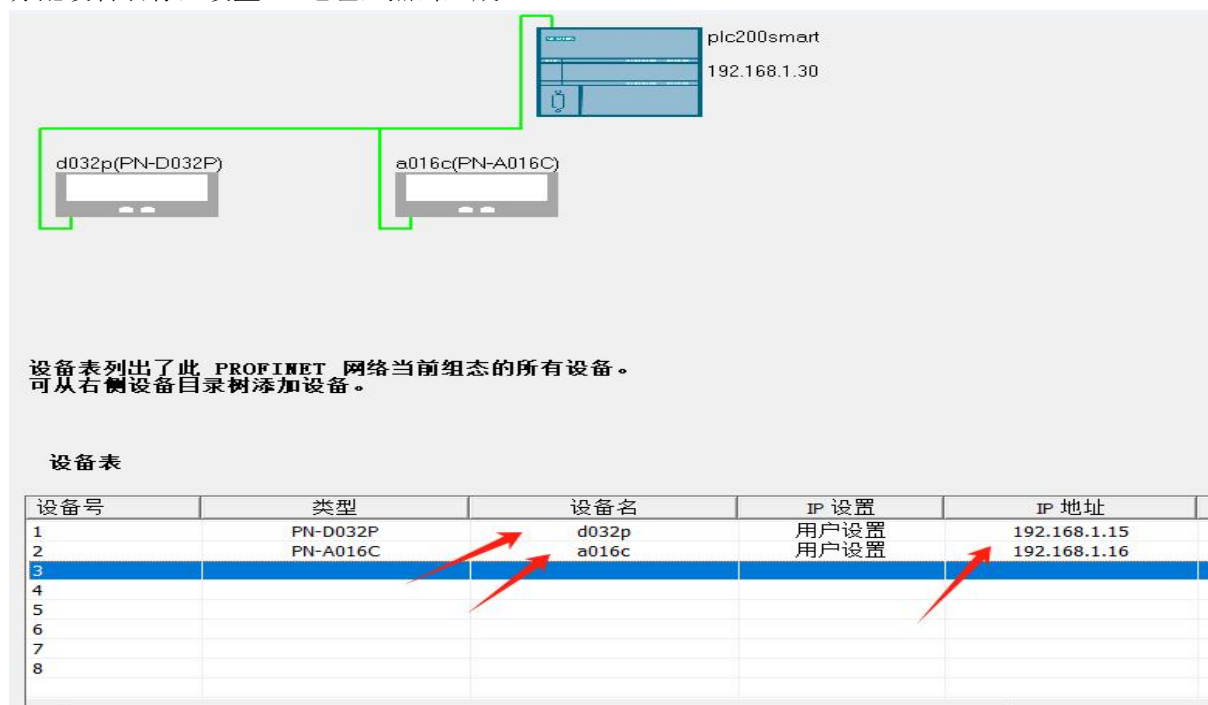 plc200smart
192.168.1.30
d032p(PN-D032P)
a016c(PN-A016C)
设备表列出了此 PROFINET 网络当前组态的所有设备。
可从右侧设备目录树添加设备。
设备表
设备号 类型 设备名 IP 设置 IP 地址
1 PN-D032P d032p 用户设置 192.168.1.15
2 PN-A016C a016c 用户设置 192.168.1.16
3
4
5
6
7
8